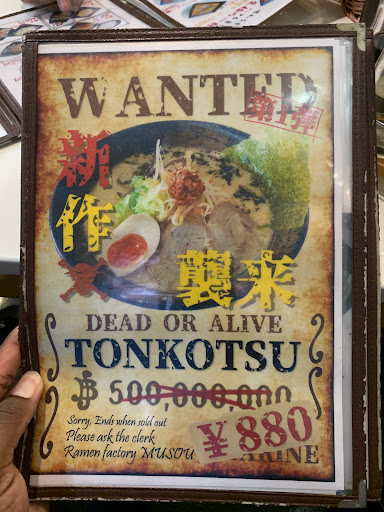 WANTED
第1弾
新作
襲来
DEAD OR ALIVE
TONKOTSU
฿ 500,000,000
¥880
Sorry, Ends when sold out
Please ask the clerk
Ramen factory MUSOU